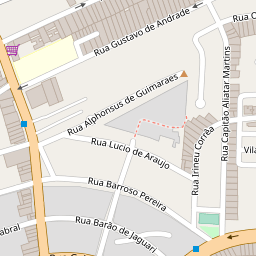 Rua Gustavo de Andrade
Rua Alphonsus de Guimaraes
Rua Capitão Aliatar Martins
Rua Irineu Corrêa
Rua Lucio de Araujo
Vila
Rua Barroso Pereira
Rua Barão de Jaguari
abral